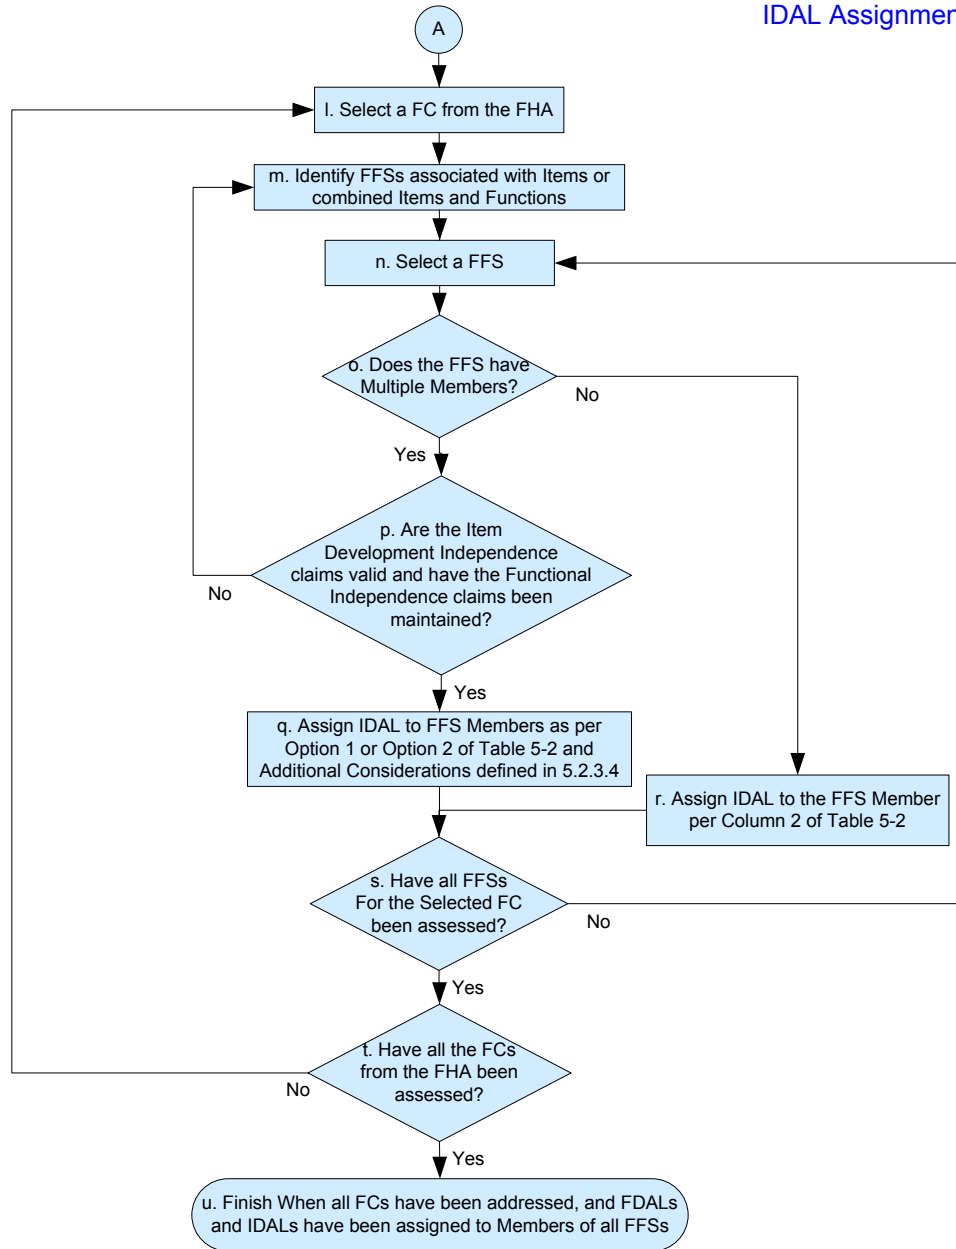 IDAL Assignmen
A
l. Select a FC from the FHA
m. Identify FFSs associated with Items or
combined Items and Functions
n. Select a FFS
o. Does the FFS have
Multiple Members?
No
Yes
p. Are the Item
Development Independence
claims valid and have the Functional
Independence claims been
maintained?
No
Yes
q. Assign IDAL to FFS Members as per
Option 1 or Option 2 of Table 5-2 and
Additional Considerations defined in 5.2.3.4
r. Assign IDAL to the FFS Member
per Column 2 of Table 5-2
s. Have all FFSs
For the Selected FC
been assessed?
No
Yes
t. Have all the FCs
from the FHA been
assessed?
No
Yes
u. Finish When all FCs have been addressed, and FDALs
and IDALs have been assigned to Members of all FFSs